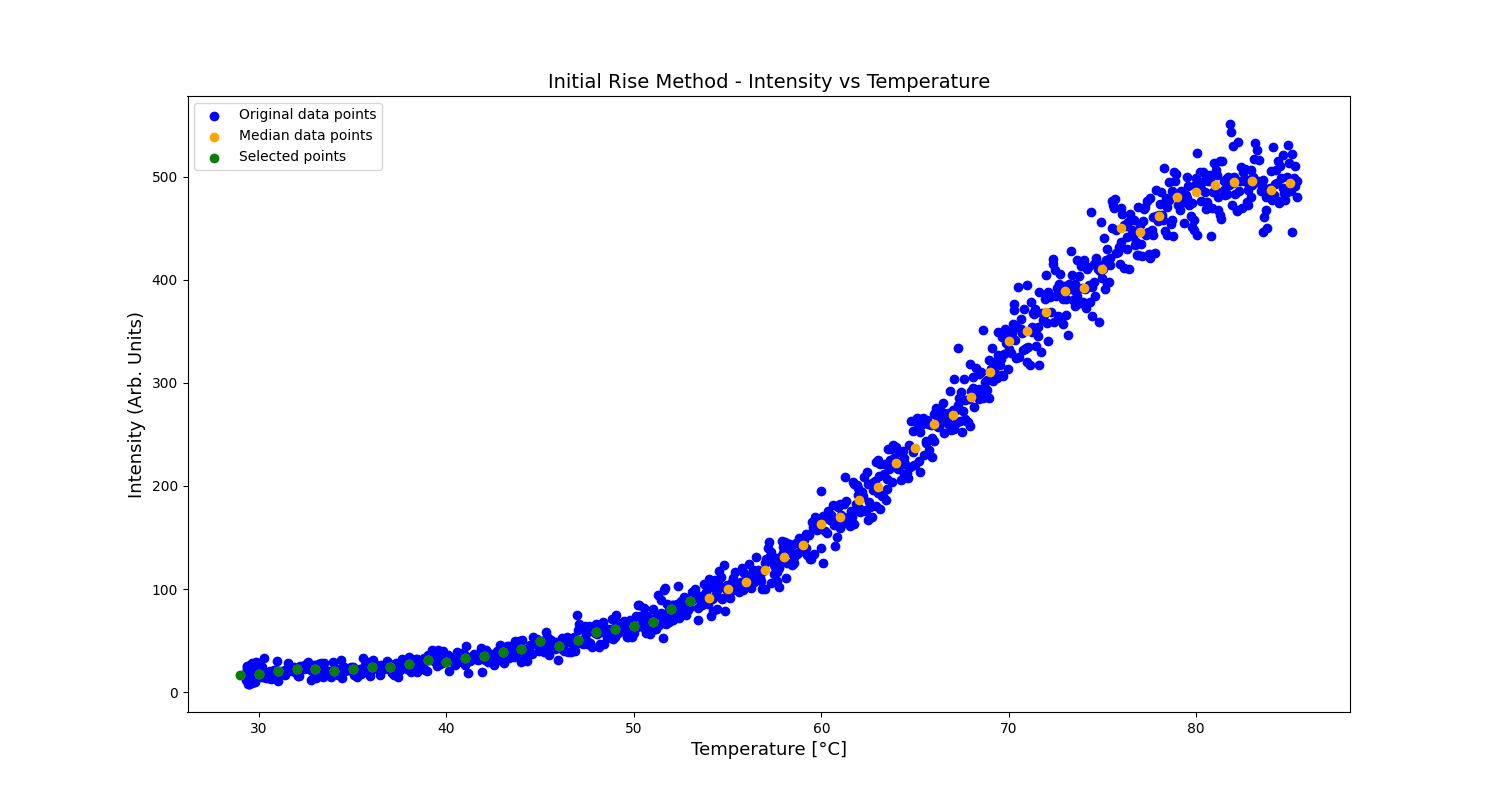 Initial Rise Method - Intensity vs Temperature
Original data points
Median data points
Selected points
Intensity (Arb. Units)
500
400
300
200
100
0
30 40 50 60 70 80
Temperature [°C]